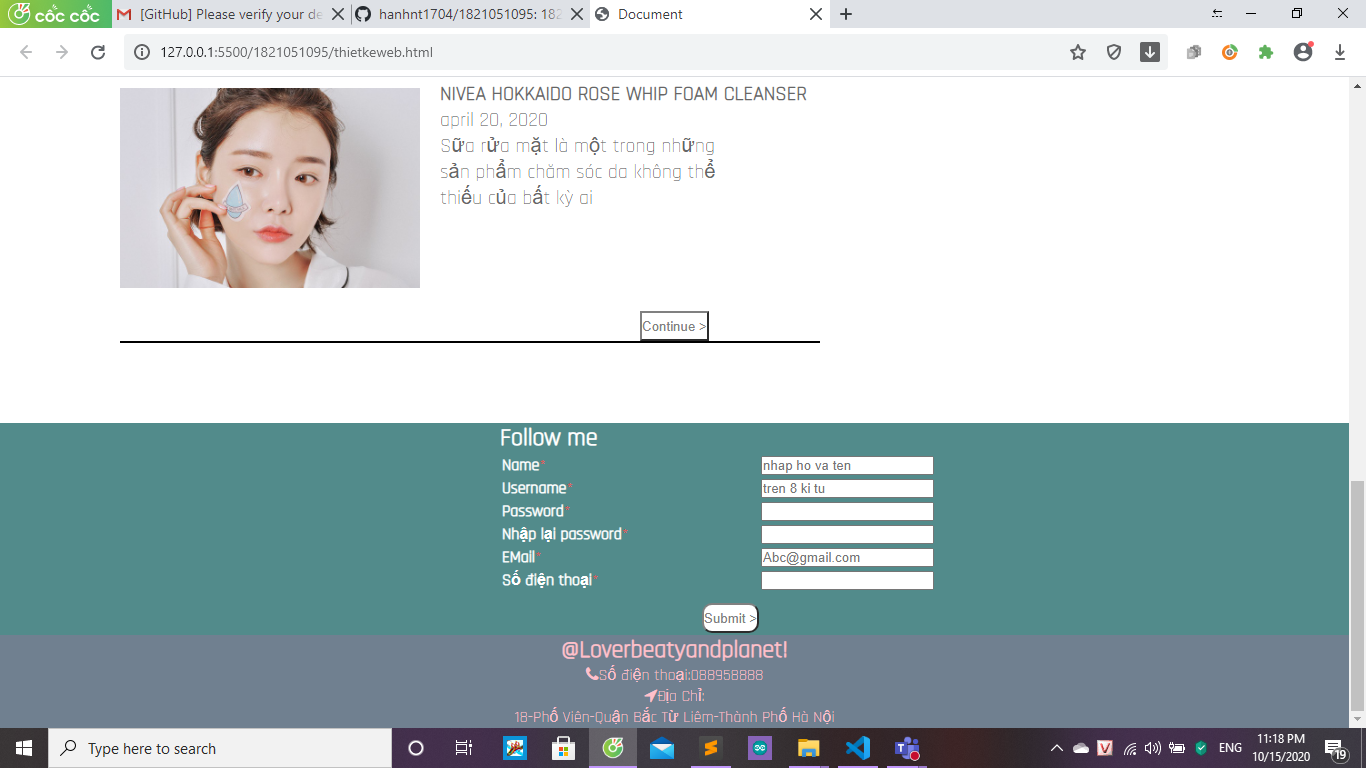 cốc cốc
[GitHub] Please verify your de
hanhnt1704/1821051095: 182
Document
127.0.0.1:5500/1821051095/thietkeweb.html
NIVEA HOKKAIDO ROSE WHIP FOAM CLEANSER
april 20, 2020
Sữa rửa mặt là một trong những
sản phẩm chăm sóc da không thể
thiếu của bất kỳ ai
Continue >
Follow me
Name* nhap ho va ten
Username* tren 8 ki tu
Password*
Nhập lại password*
EMail* Abc@gmail.com
Số điện thoại*
Submit >
@Loverbeatyandplanet!
Số điện thoại:088958888
Địa Chỉ:
18-Phố Viên-Quận Bắc Từ Liêm-Thành Phố Hà Nội
Type here to search
ENG
11:18 PM
10/15/2020
19